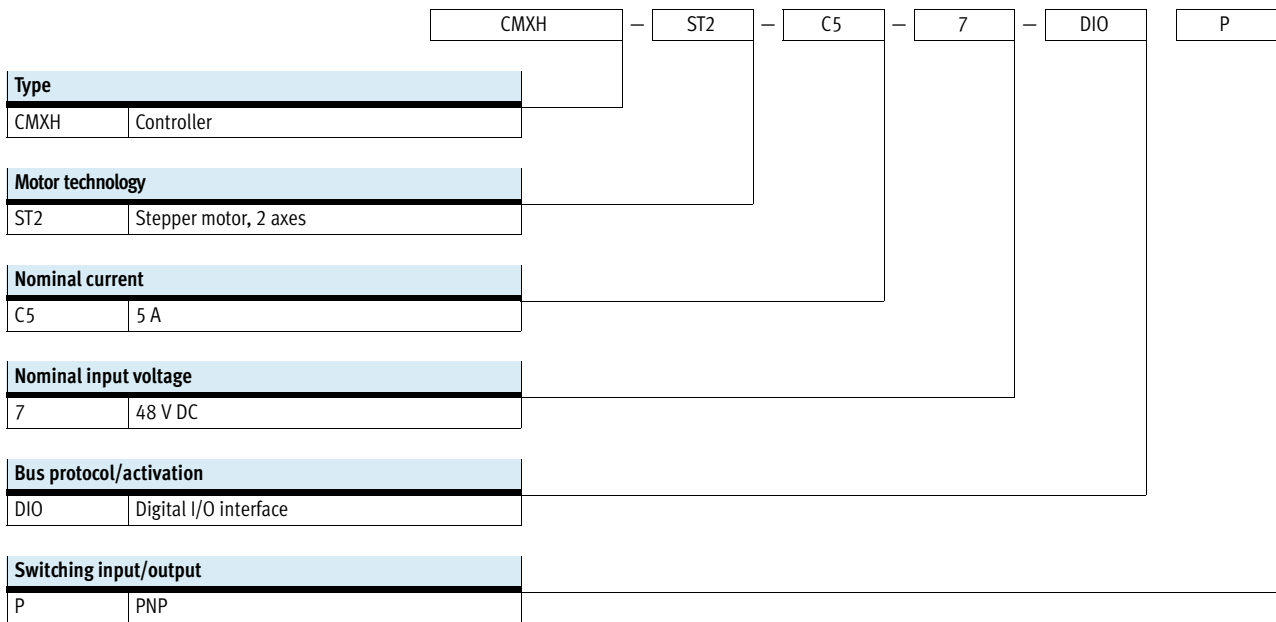 CMXH – ST2 – C5 – 7 – DIO P
Type
CMXH Controller
Motor technology
ST2 Stepper motor, 2 axes
Nominal current
C5 5 A
Nominal input voltage
7 48 V DC
Bus protocol/activation
DIO Digital I/O interface
Switching input/output
P PNP